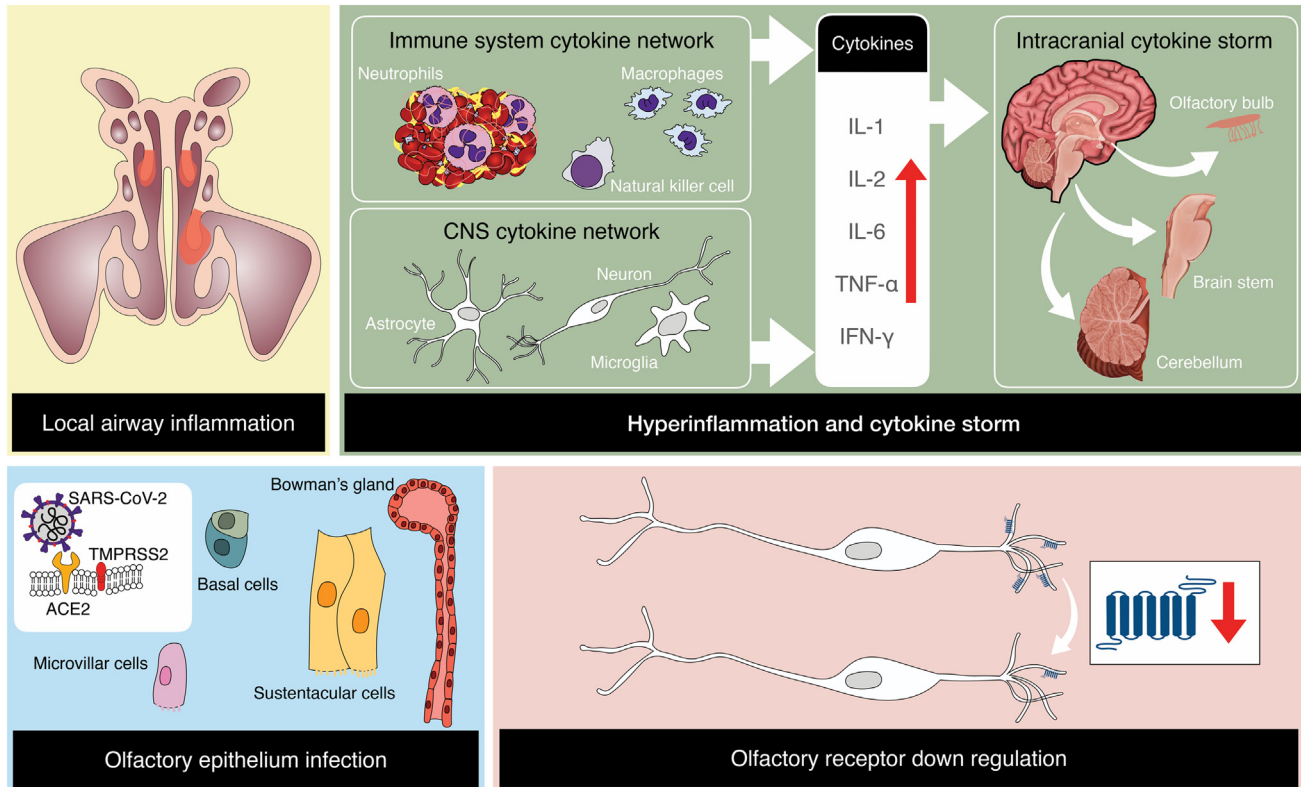 Local airway inflammation
Immune system cytokine network
Neutrophils
Macrophages
Natural killer cell
CNS cytokine network
Neuron
Astrocyte
Microglia
Cytokines
IL-1
IL-2
IL-6
TNF-α
IFN-γ
Intracranial cytokine storm
Olfactory bulb
Brain stem
Cerebellum
Hyperinflammation and cytokine storm
SARS-CoV-2
TMPRSS2
ACE2
Basal cells
Bowman's gland
Microvillar cells
Sustentacular cells
Olfactory epithelium infection
Olfactory receptor down regulation